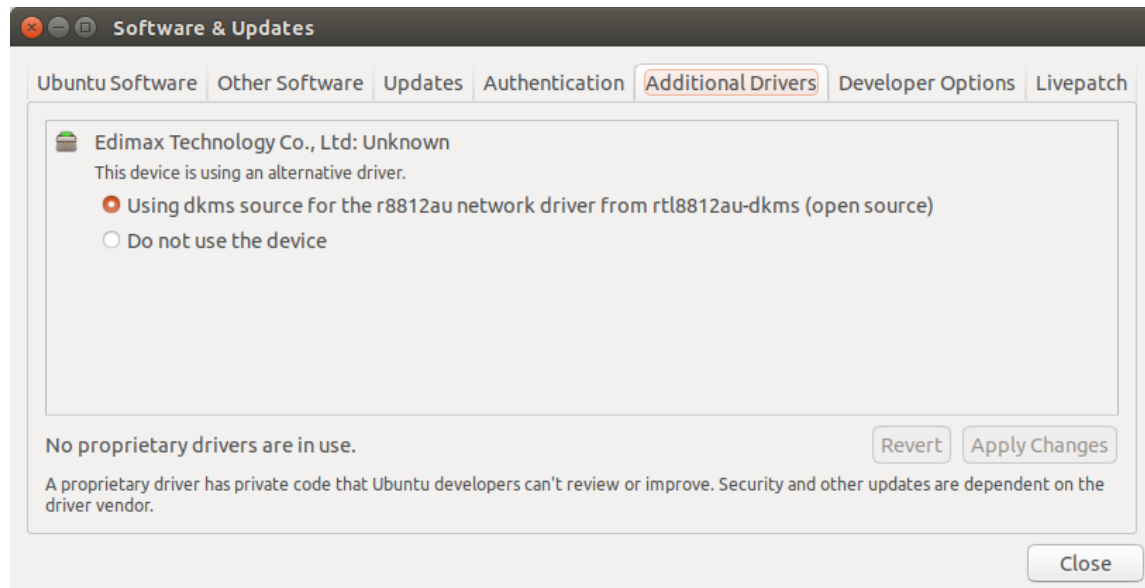 Software & Updates
Ubuntu Software Other Software Updates Authentication Additional Drivers Developer Options Livepatch
Edimax Technology Co., Ltd: Unknown
This device is using an alternative driver.
Using dkms source for the r8812au network driver from rtl8812au-dkms (open source)
Do not use the device
No proprietary drivers are in use. Revert Apply Changes
A proprietary driver has private code that Ubuntu developers can't review or improve. Security and other updates are dependent on the
driver vendor.
Close